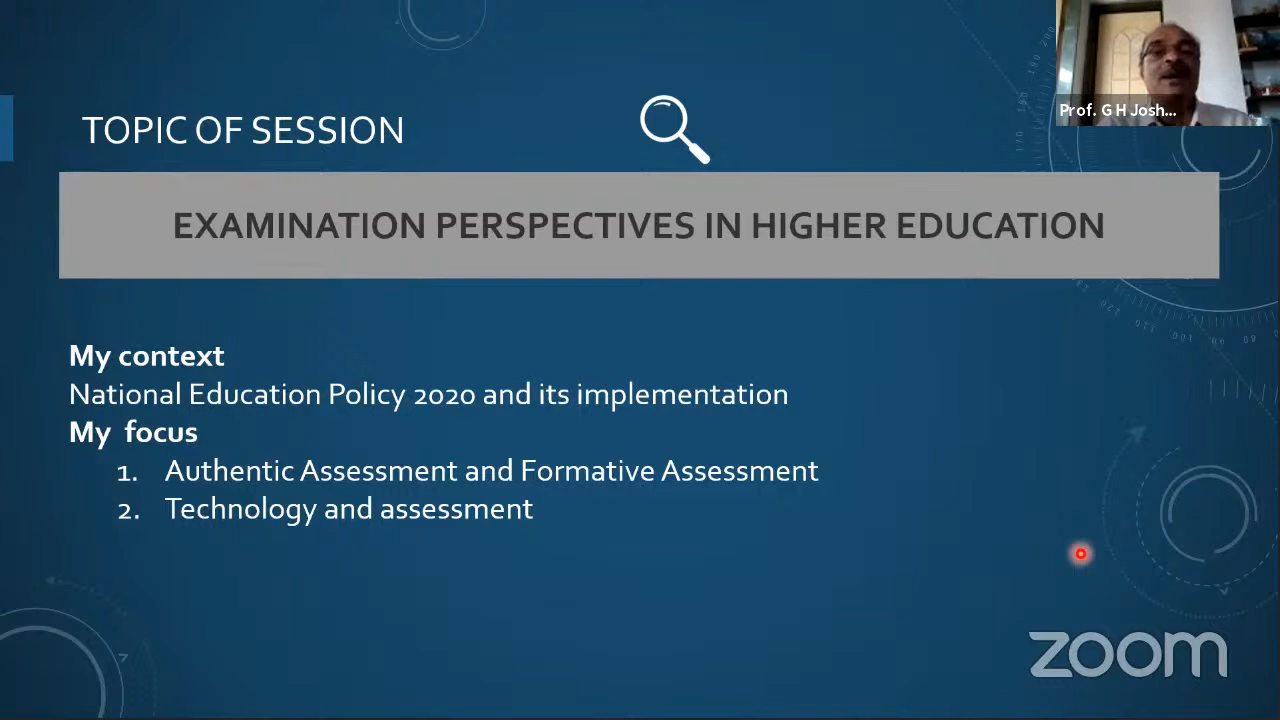 TOPIC OF SESSION
Prof. G H Josh...
EXAMINATION PERSPECTIVES IN HIGHER EDUCATION
My context
National Education Policy 2020 and its implementation
My focus
1. Authentic Assessment and Formative Assessment
2. Technology and assessment
zoom